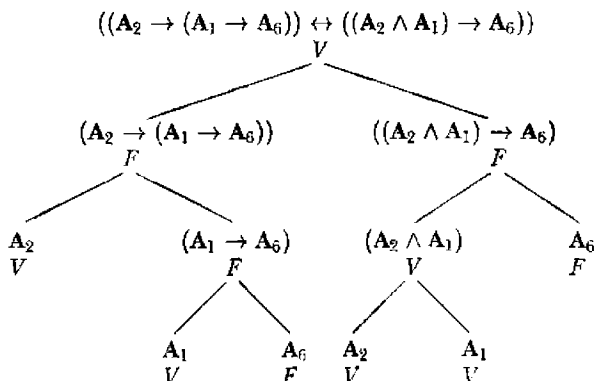 ((A₂ → (A₁ → A₆)) ↔ ((A₂ ∧ A₁) → A₆))
V
(A₂ → (A₁ → A₆)) ((A₂ ∧ A₁) → A₆)
F F
A₂ (A₁ → A₆) (A₂ ∧ A₁) A₆
V F V F
A₁ A₆ A₂ A₁
V F V V